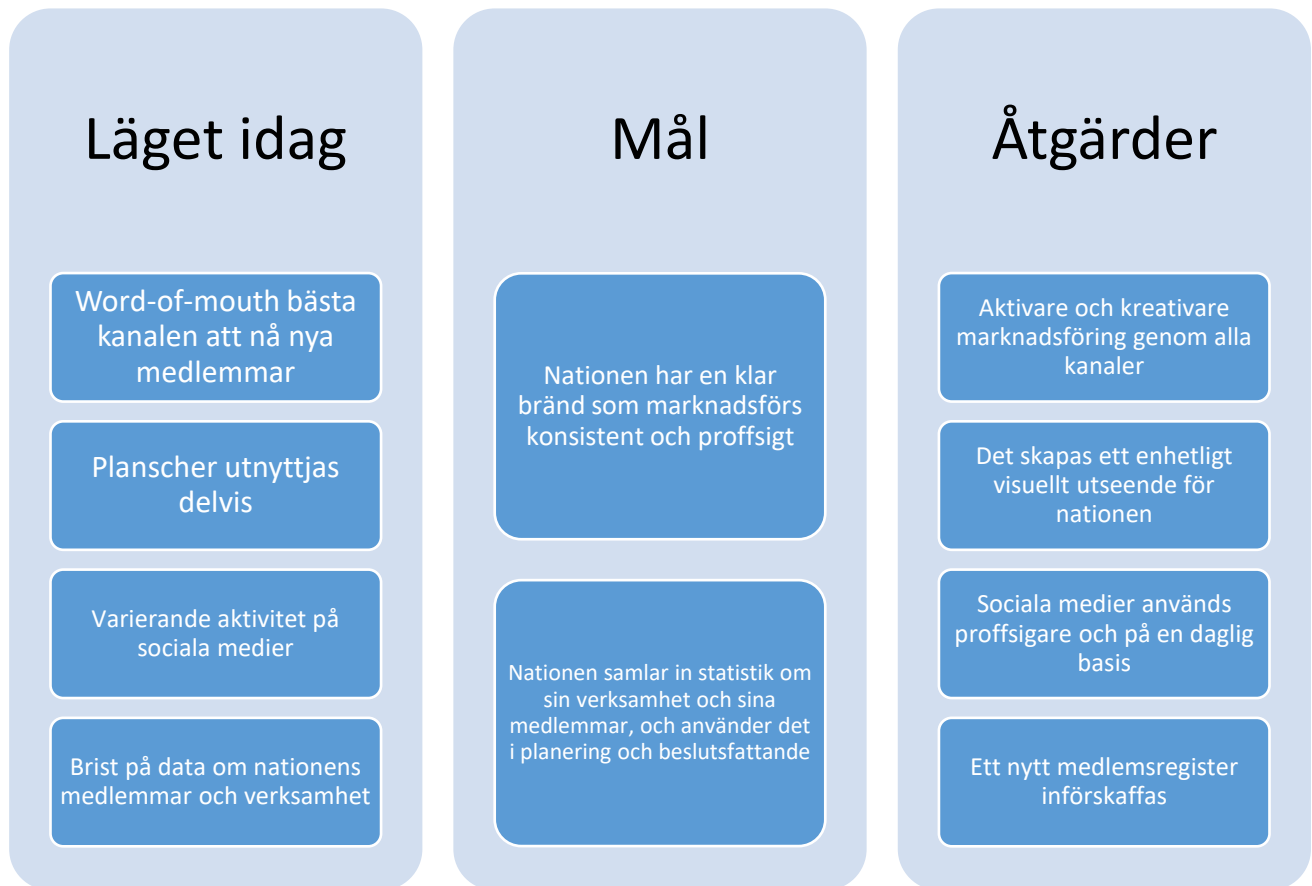 Läget idag
Word-of-mouth bästa
kanalen att nå nya
medlemmar
Planscher utnyttjas
delvis
Varierande aktivitet på
sociala medier
Brist på data om nationens
medlemmar och verksamhet
Mål
Nationen har en klar
bränd som marknadsförs
konsistent och proffsigt
Nationen samlar in statistik om
sin verksamhet och sina
medlemmar, och använder det
i planering och beslutsfattande
Åtgärder
Aktivare och kreativare
marknadsföring genom alla
kanaler
Det skapas ett enhetligt
visuellt utseende för
nationen
Sociala medier används
proffsigare och på en daglig
basis
Ett nytt medlemsregister
införskaffas